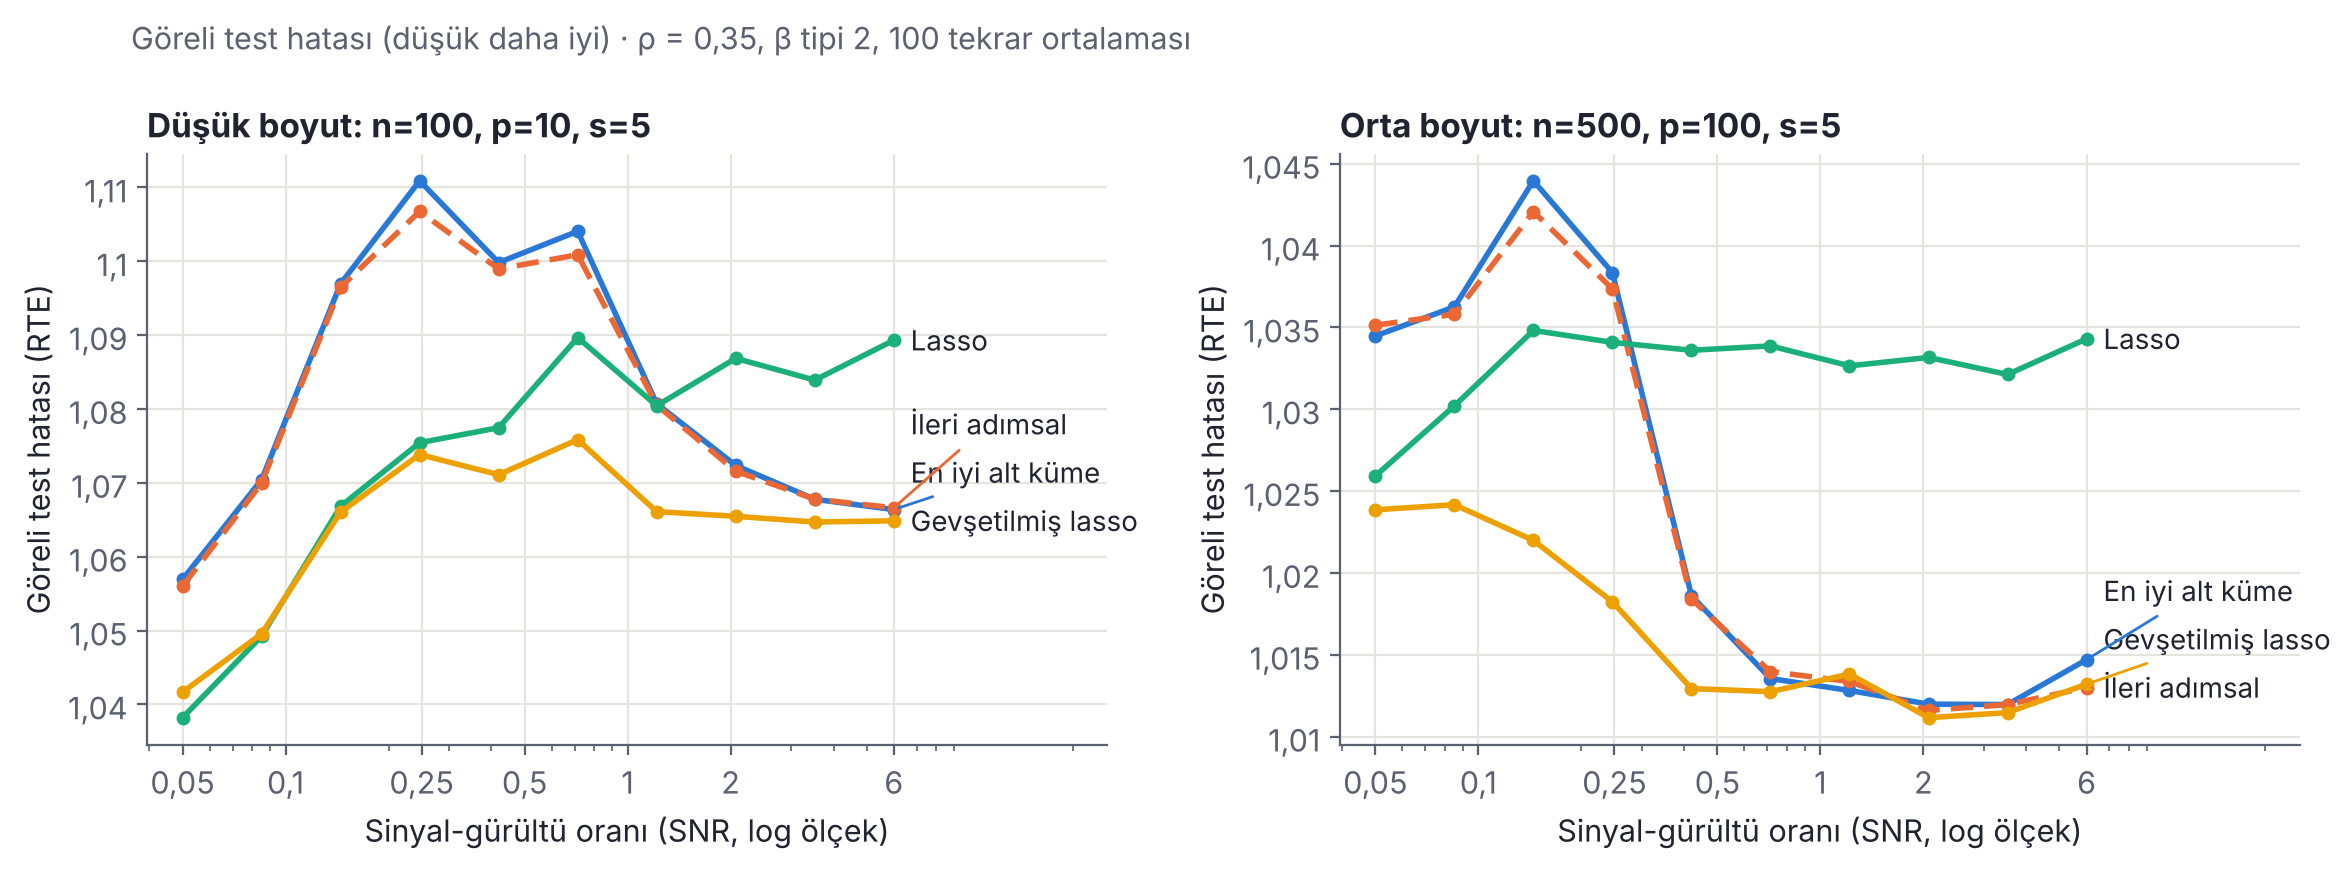 Göreli test hatası (düşük daha iyi) · ρ = 0,35, β tipi 2, 100 tekrar ortalaması
Düşük boyut: n=100, p=10, s=5
Göreli test hatası (RTE)
1,11
1,1
1,09
1,08
1,07
1,06
1,05
1,04
Lasso
İleri adımsal
En iyi alt küme
Gevşetilmiş lasso
0,05 0,1 0,25 0,5 1 2 6
Sinyal-gürültü oranı (SNR, log ölçek)
Orta boyut: n=500, p=100, s=5
Göreli test hatası (RTE)
1,045
1,04
1,035
1,03
1,025
1,02
1,015
1,01
Lasso
En iyi alt küme
Gevşetilmiş lasso
İleri adımsal
0,05 0,1 0,25 0,5 1 2 6
Sinyal-gürültü oranı (SNR, log ölçek)